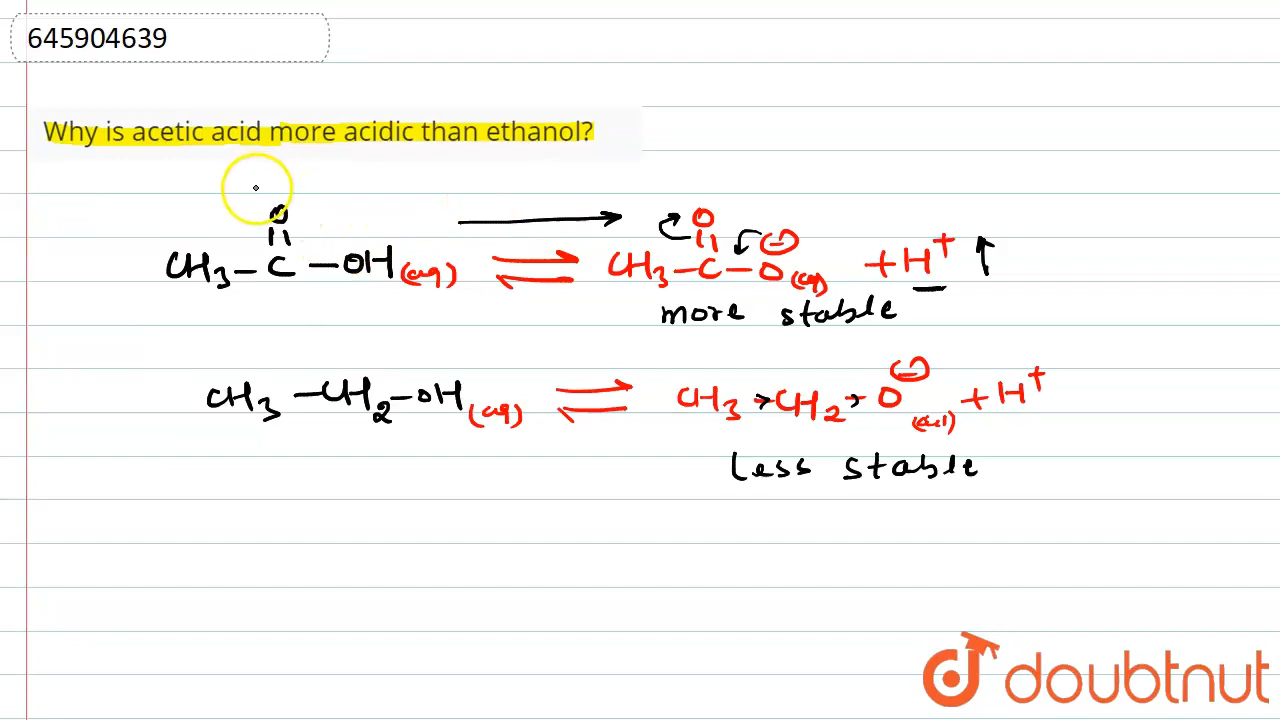 645904639
Why is acetic acid more acidic than ethanol?
O
CH3–C–OH(aq) ⇌ CH3–C–O⊖(aq) + H+ ↑
O
more stable
CH3–CH2–OH(aq) ⇌ CH3–CH2–O⊖ + H+
less stable
doubtnut